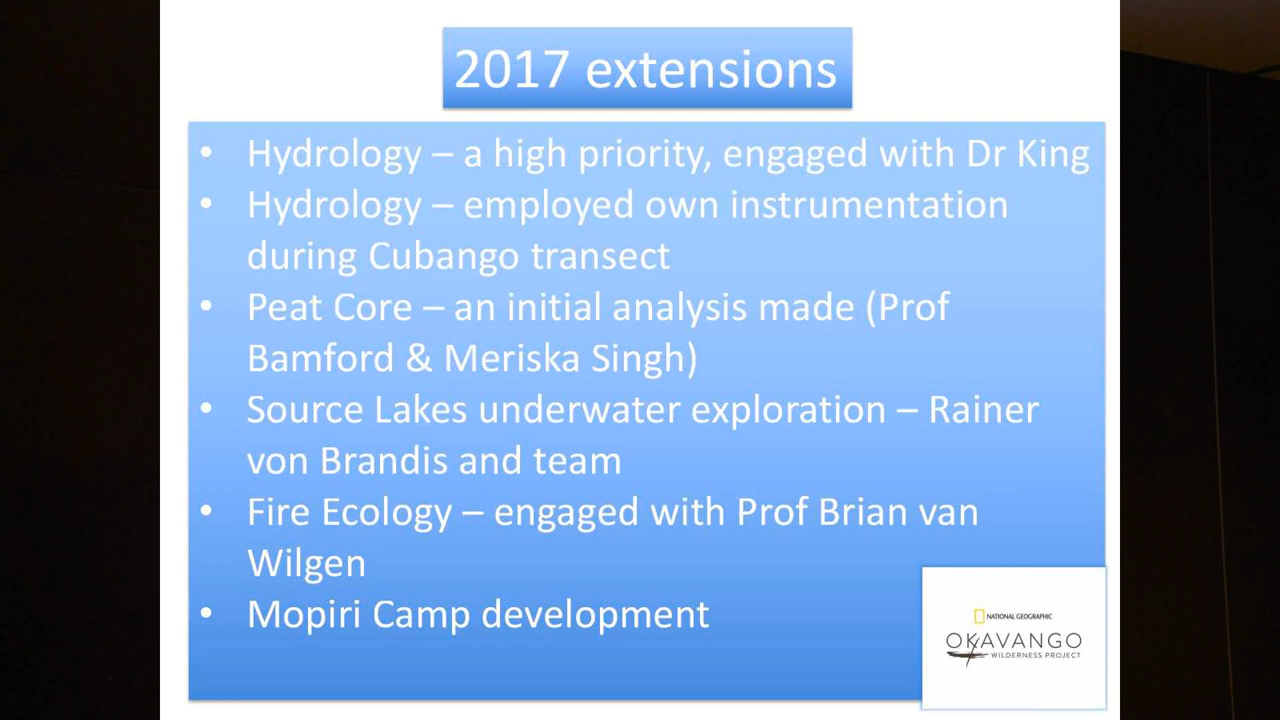 2017 extensions
• Hydrology – a high priority, engaged with Dr King
• Hydrology – employed own instrumentation
during Cubango transect
• Peat Core – an initial analysis made (Prof
Bamford & Meriska Singh)
• Source Lakes underwater exploration – Rainer
von Brandis and team
• Fire Ecology – engaged with Prof Brian van
Wilgen
• Mopiri Camp development
NATIONAL GEOGRAPHIC
OKAVANGO
WILDERNESS PROJECT